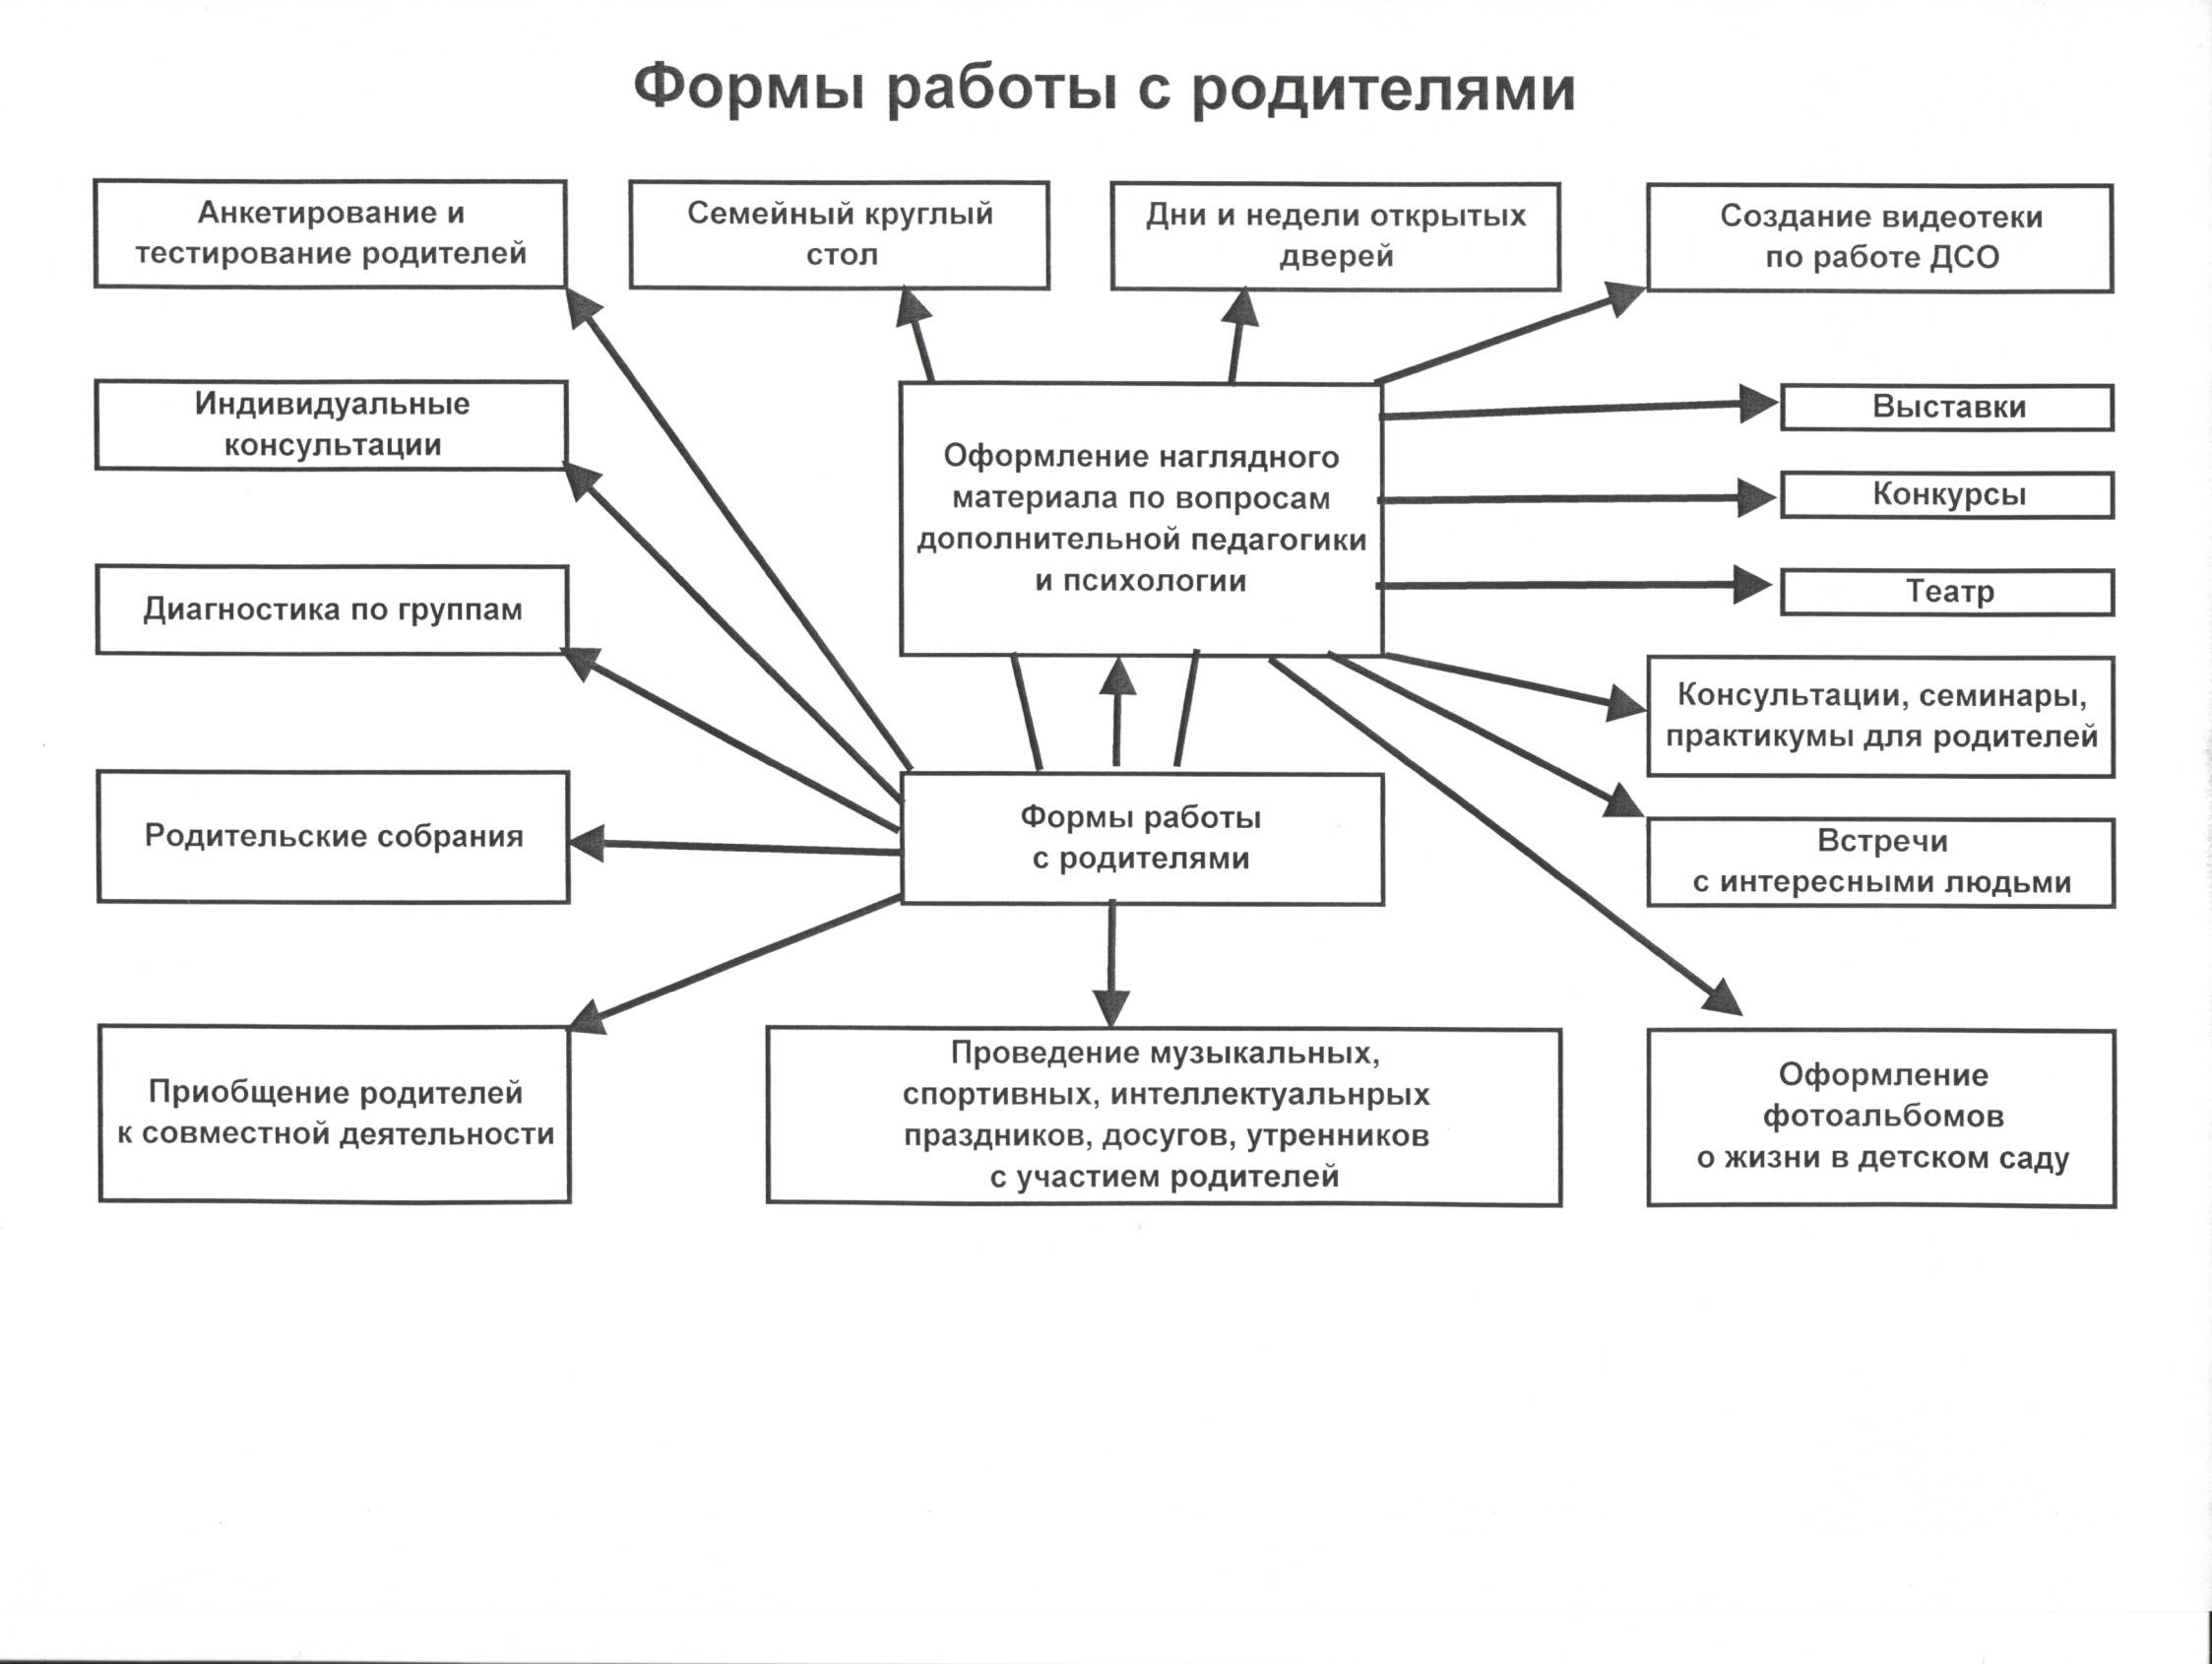 Формы работы с родителями
Анкетирование и
тестирование родителей
Семейный круглый
стол
Дни и недели открытых
дверей
Создание видеотеки
по работе ДСО
Индивидуальные
консультации
Диагностика по группам
Родительские собрания
Приобщение родителей
к совместной деятельности
Оформление наглядного
материала по вопросам
дополнительной педагогики
и психологии
Формы работы
с родителями
Проведение музыкальных,
спортивных, интеллектуальнрых
праздников, досугов, утренников
с участием родителей
Выставки
Конкурсы
Театр
Консультации, семинары,
практикумы для родителей
Встречи
с интересными людьми
Оформление
фотоальбомов
о жизни в детском саду